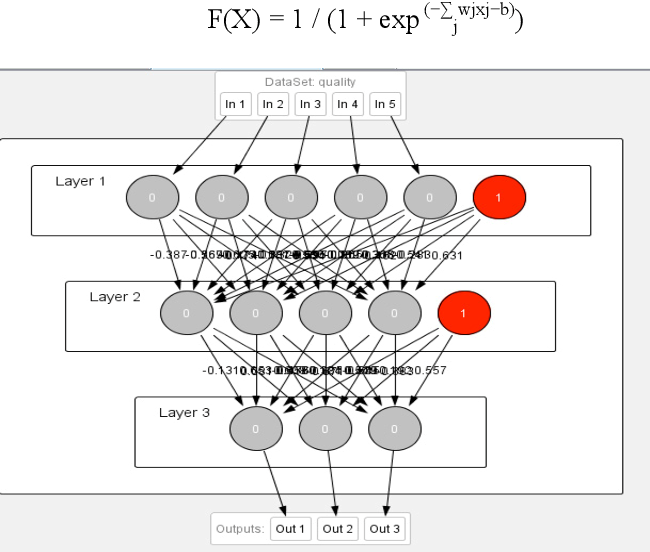 F(X) = 1 / (1 + exp (−∑ j wjxj−b))
DataSet: quality
In 1 In 2 In 3 In 4 In 5
Layer 1
0 0 0 0 0 1
-0.387 0.631
Layer 2
0 0 0 0 1
-0.131 0.557
Layer 3
0 0 0
Outputs: Out 1 Out 2 Out 3